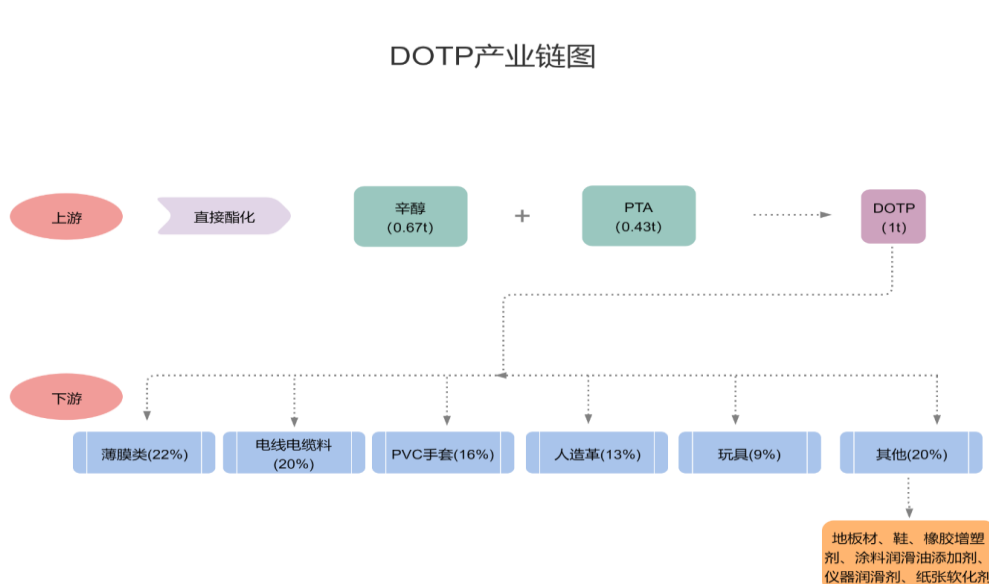 DOTP产业链图
上游
直接酯化
辛醇
(0.67t)
+
PTA
(0.43t)
DOTP
(1t)
下游
薄膜类(22%)
电线电缆料
(20%)
PVC手套(16%)
人造革(13%)
玩具(9%)
其他(20%)
地板材、鞋、橡胶增塑
剂、涂料润滑油添加剂、
仪器润滑剂、纸张软化剂